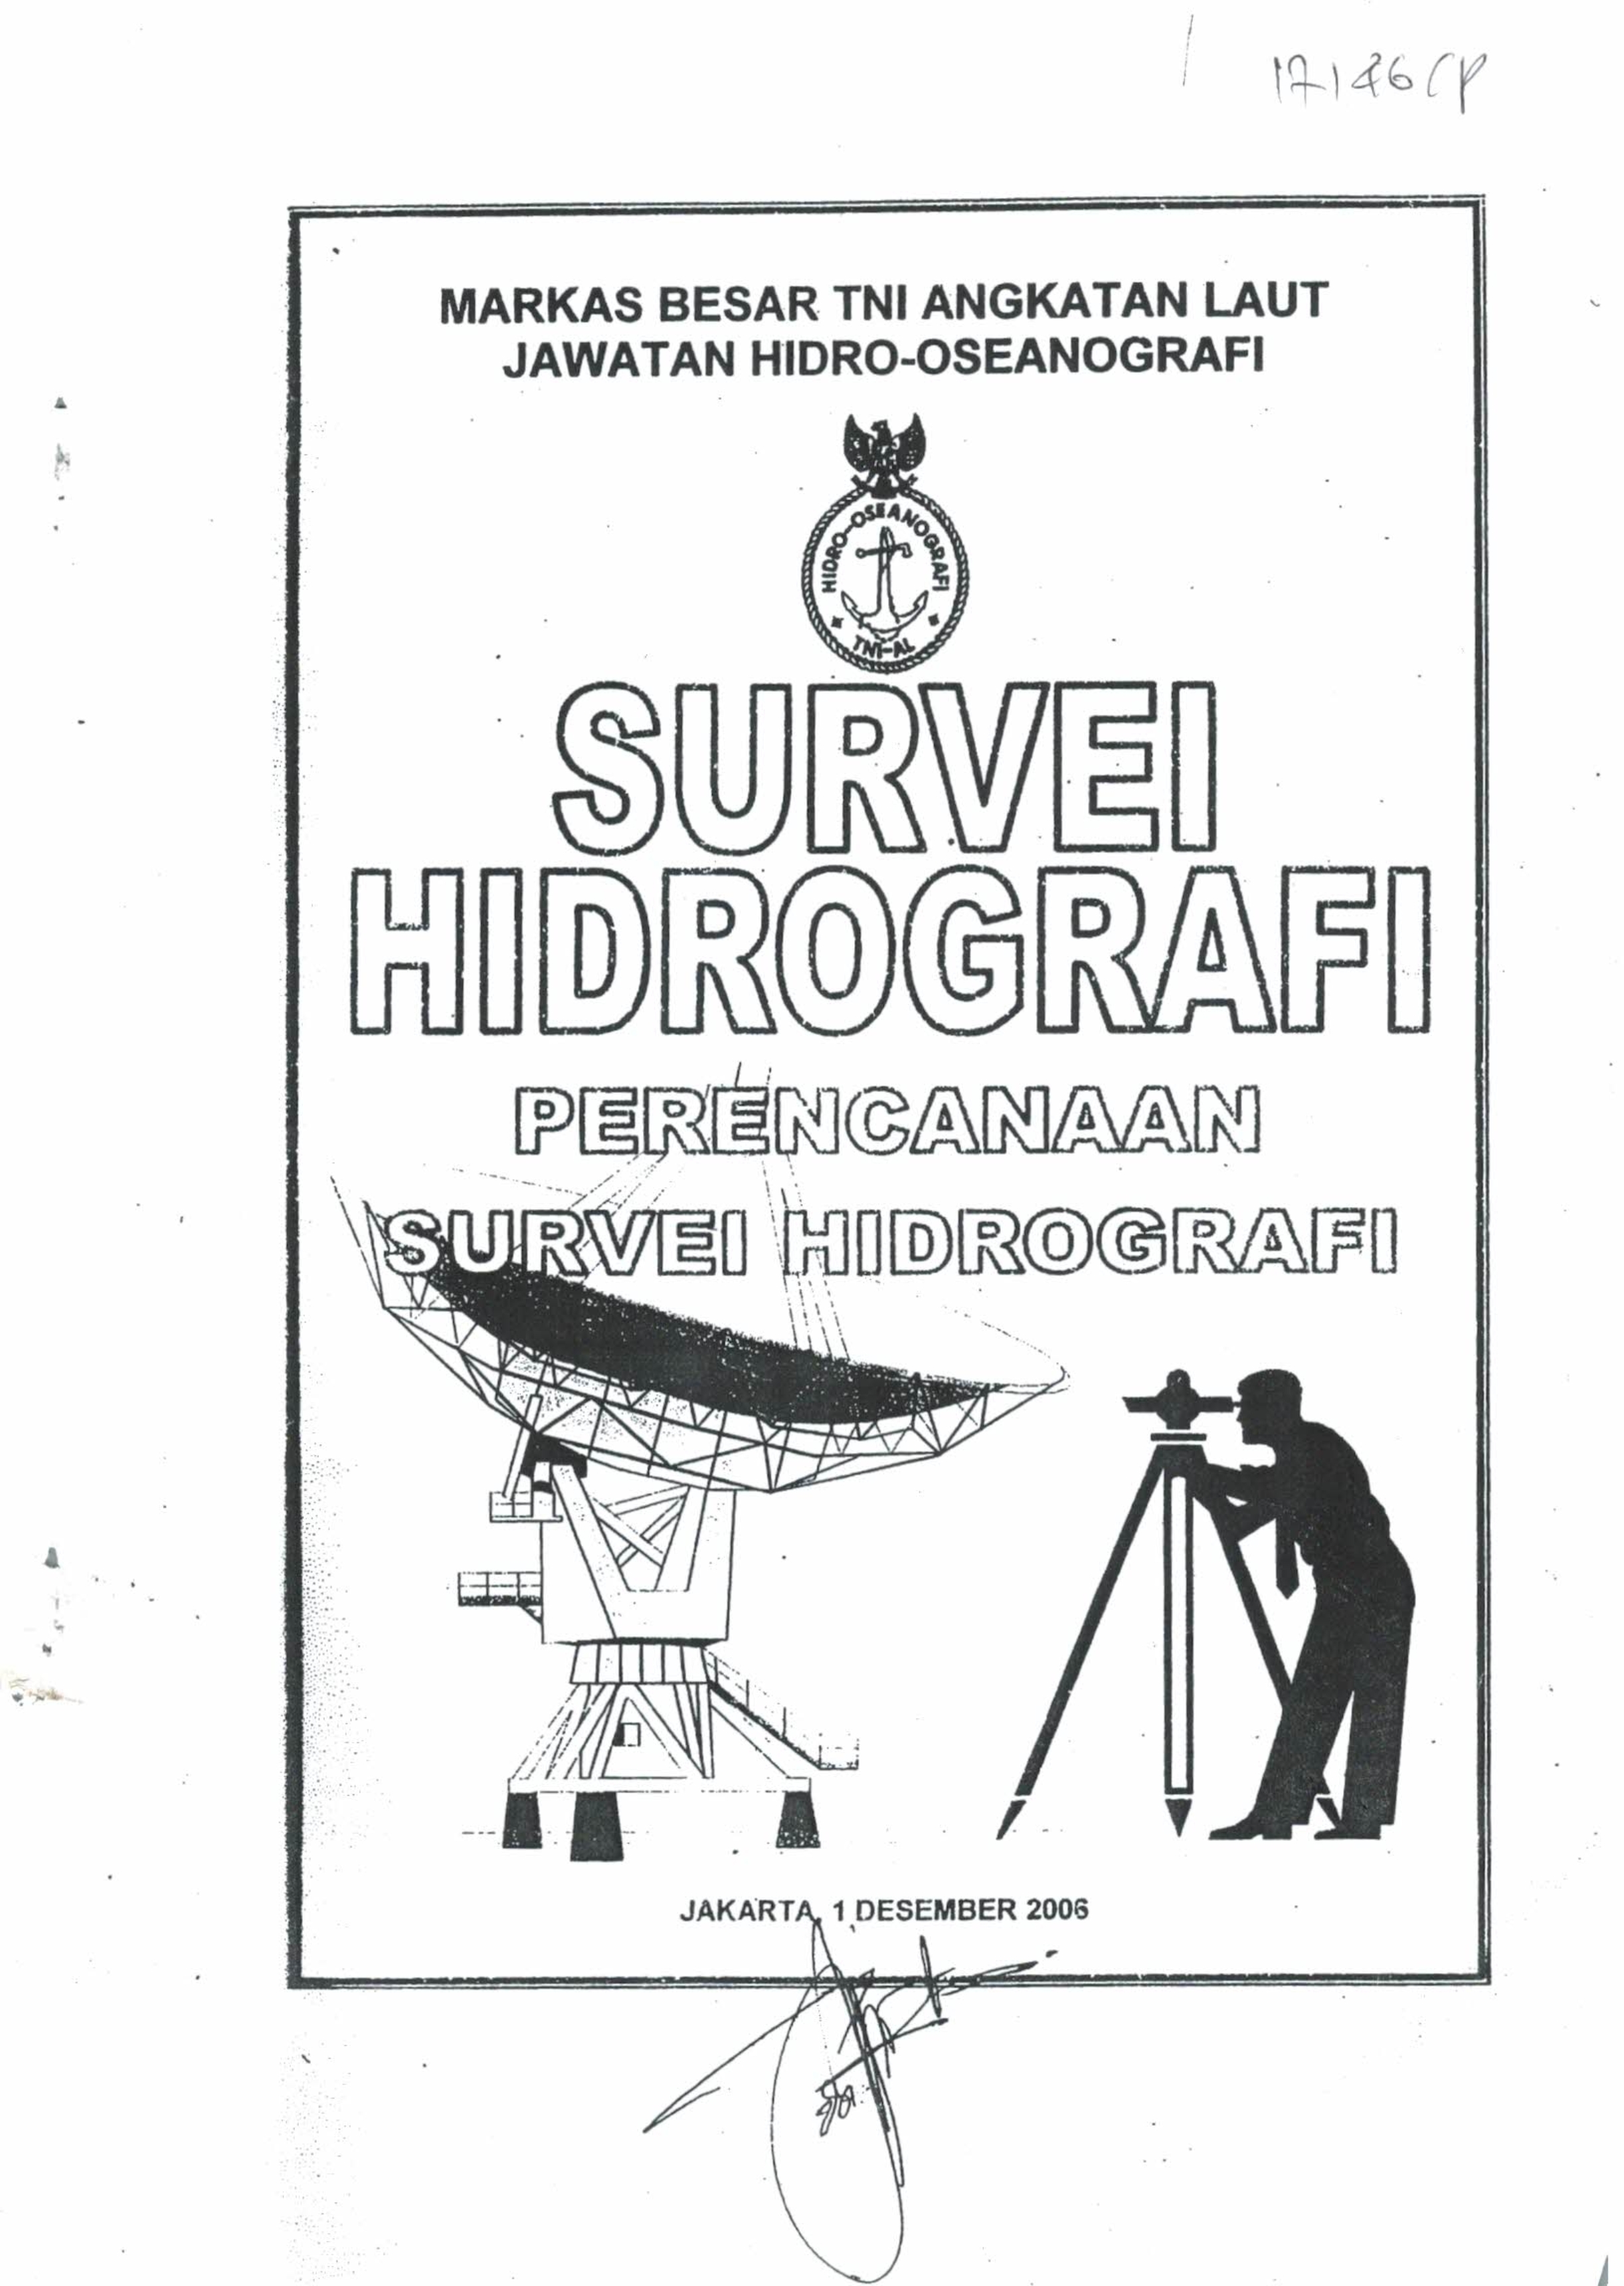 MARKAS BESAR TNI ANGKATAN LAUT
JAWATAN HIDRO-OSEANOGRAFI
HIDRO-OSEANOGRAFI
TNI-AL
SURVEI
HIDROGRAFI
PERENCANAAN
SURVEI HIDROGRAFI
JAKARTA, 1 DESEMBER 2006